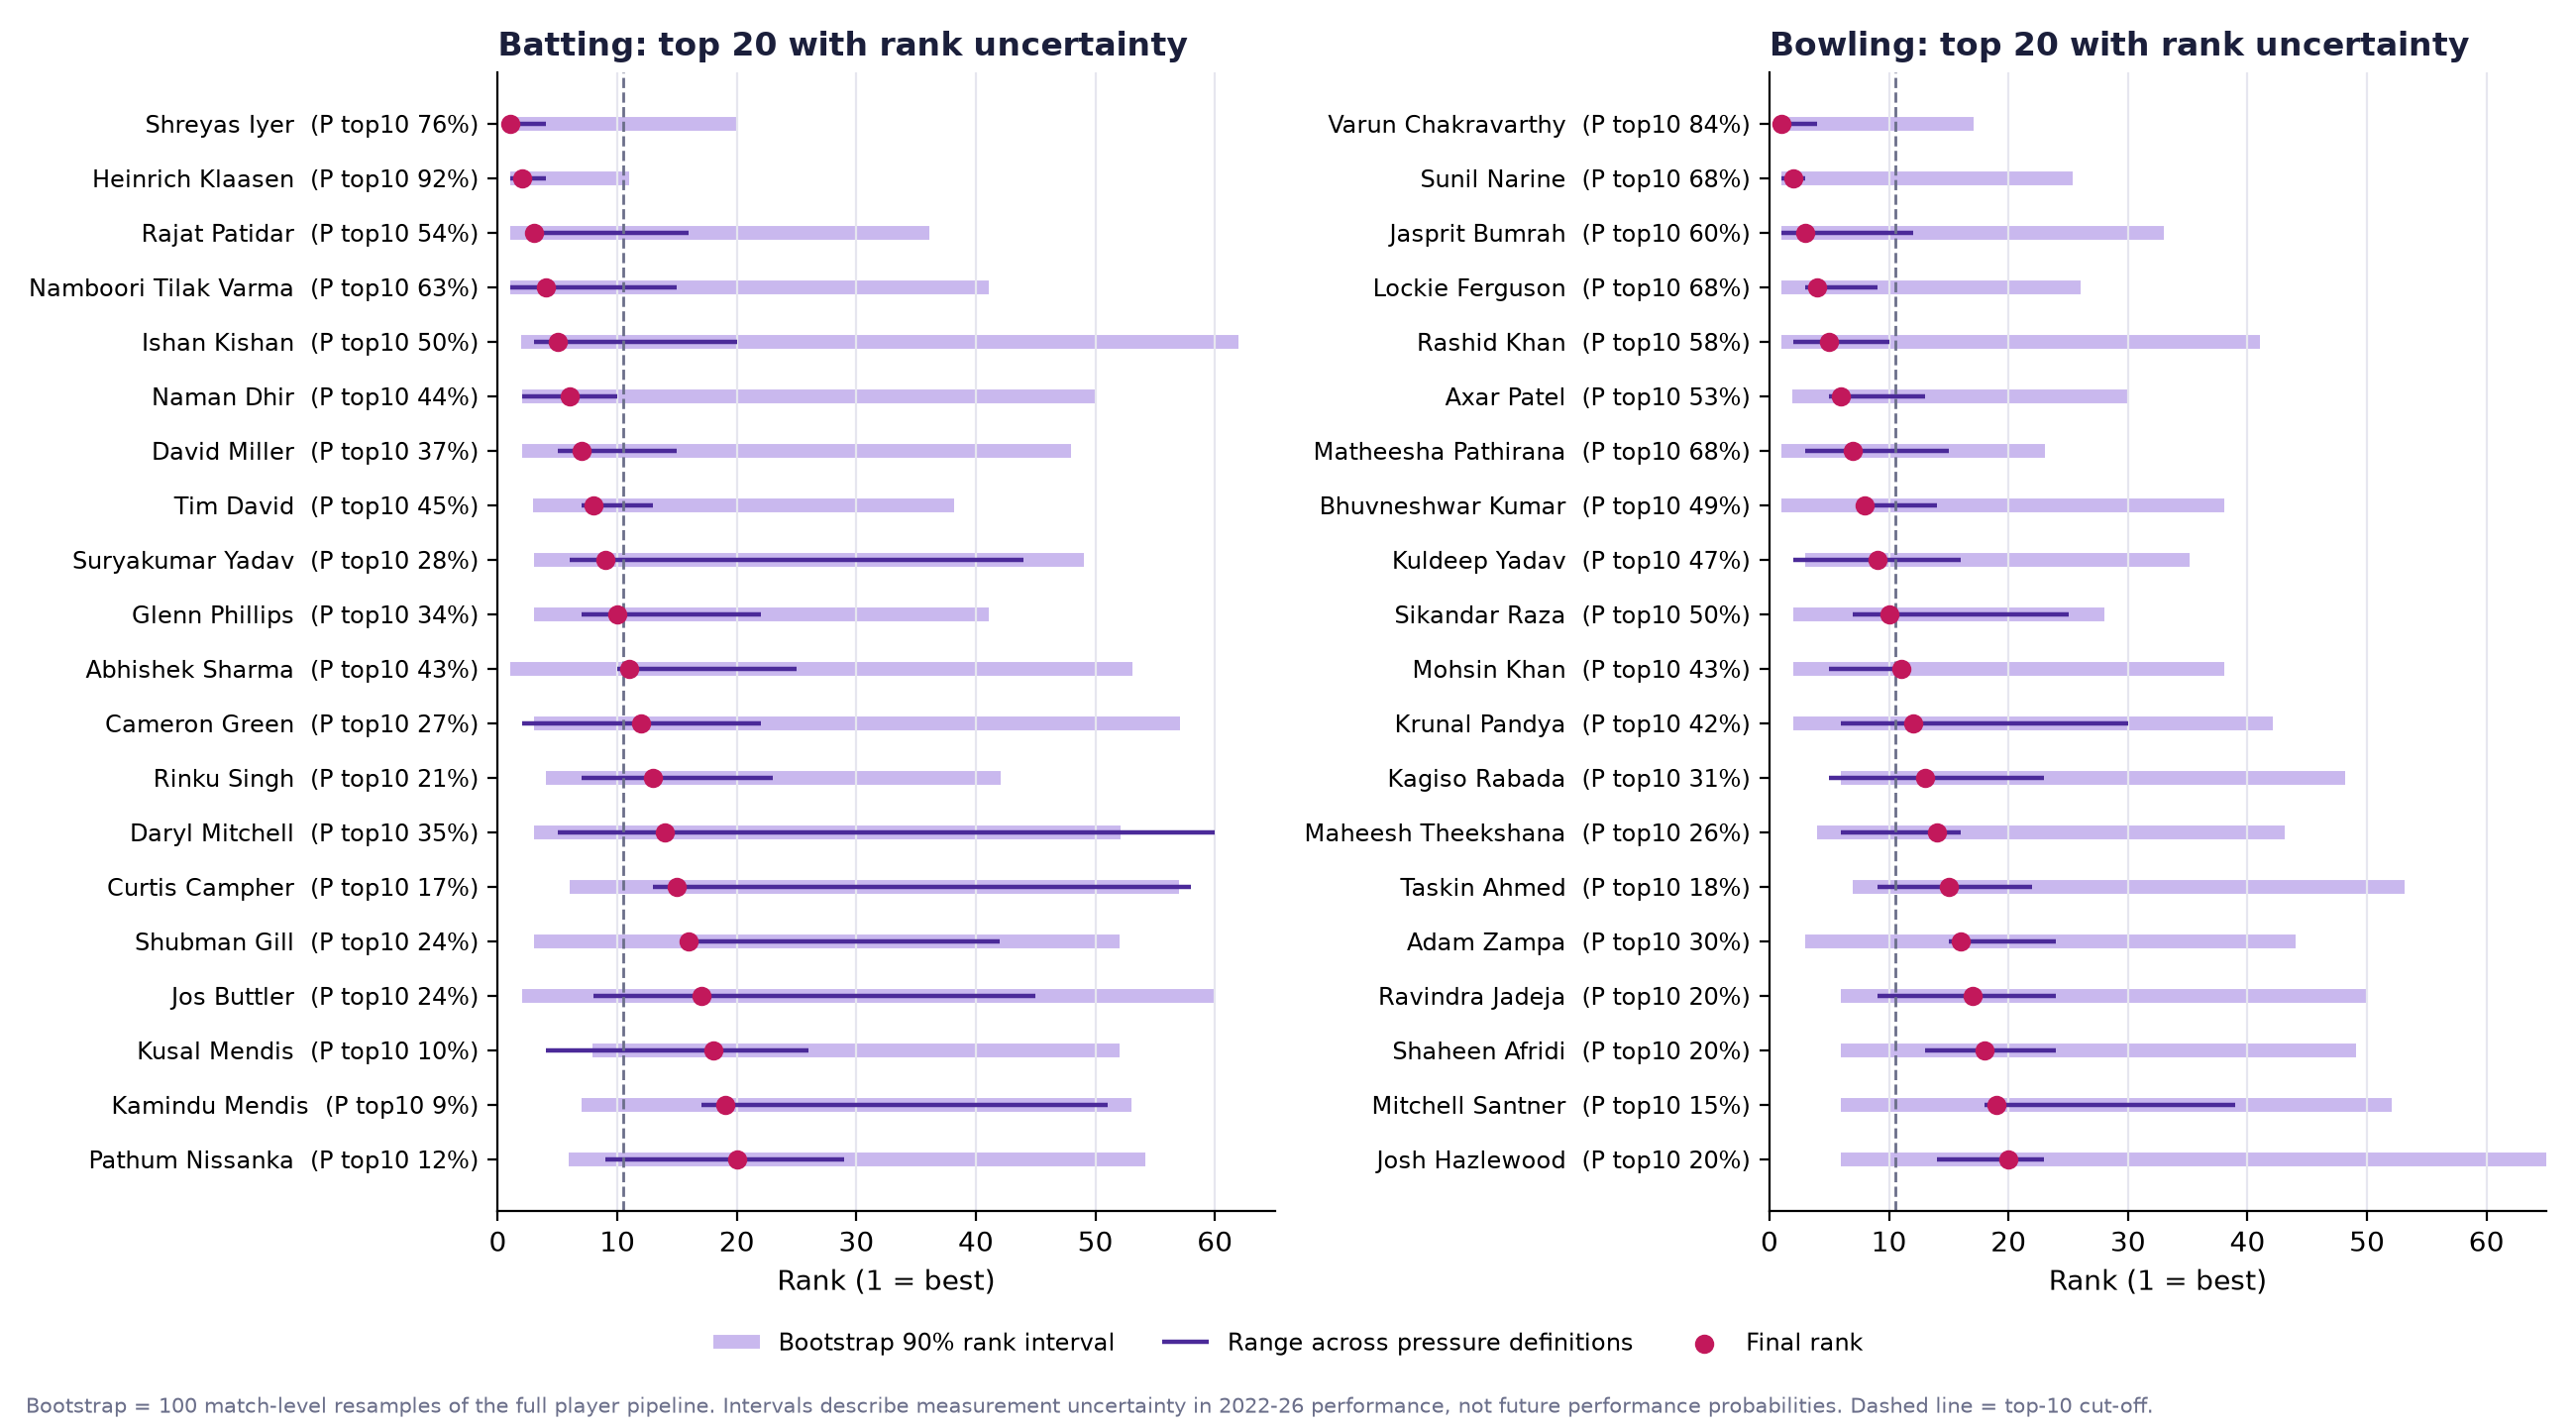 Batting: top 20 with rank uncertainty
Shreyas Iyer (P top10 76%)
Heinrich Klaasen (P top10 92%)
Rajat Patidar (P top10 54%)
Namboori Tilak Varma (P top10 63%)
Ishan Kishan (P top10 50%)
Naman Dhir (P top10 44%)
David Miller (P top10 37%)
Tim David (P top10 45%)
Suryakumar Yadav (P top10 28%)
Glenn Phillips (P top10 34%)
Abhishek Sharma (P top10 43%)
Cameron Green (P top10 27%)
Rinku Singh (P top10 21%)
Daryl Mitchell (P top10 35%)
Curtis Campher (P top10 17%)
Shubman Gill (P top10 24%)
Jos Buttler (P top10 24%)
Kusal Mendis (P top10 10%)
Kamindu Mendis (P top10 9%)
Pathum Nissanka (P top10 12%)
0 10 20 30 40 50 60
Rank (1 = best)
Bowling: top 20 with rank uncertainty
Varun Chakravarthy (P top10 84%)
Sunil Narine (P top10 68%)
Jasprit Bumrah (P top10 60%)
Lockie Ferguson (P top10 68%)
Rashid Khan (P top10 58%)
Axar Patel (P top10 53%)
Matheesha Pathirana (P top10 68%)
Bhuvneshwar Kumar (P top10 49%)
Kuldeep Yadav (P top10 47%)
Sikandar Raza (P top10 50%)
Mohsin Khan (P top10 43%)
Krunal Pandya (P top10 42%)
Kagiso Rabada (P top10 31%)
Maheesh Theekshana (P top10 26%)
Taskin Ahmed (P top10 18%)
Adam Zampa (P top10 30%)
Ravindra Jadeja (P top10 20%)
Shaheen Afridi (P top10 20%)
Mitchell Santner (P top10 15%)
Josh Hazlewood (P top10 20%)
0 10 20 30 40 50 60
Rank (1 = best)
Bootstrap 90% rank interval
Range across pressure definitions
Final rank
Bootstrap = 100 match-level resamples of the full player pipeline. Intervals describe measurement uncertainty in 2022-26 performance, not future performance probabilities. Dashed line = top-10 cut-off.